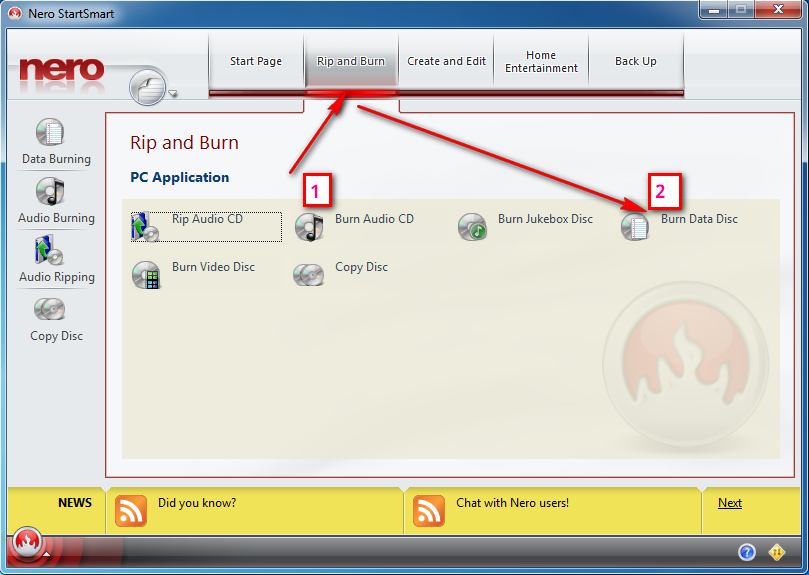 Nero StartSmart
nero
Start Page
Rip and Burn
Create and Edit
Home
Entertainment
Back Up
Data Burning
Audio Burning
Audio Ripping
Copy Disc
Rip and Burn
PC Application
1
2
Rip Audio CD
Burn Audio CD
Burn Jukebox Disc
Burn Data Disc
Burn Video Disc
Copy Disc
NEWS
Did you know?
Chat with Nero users!
Next
?